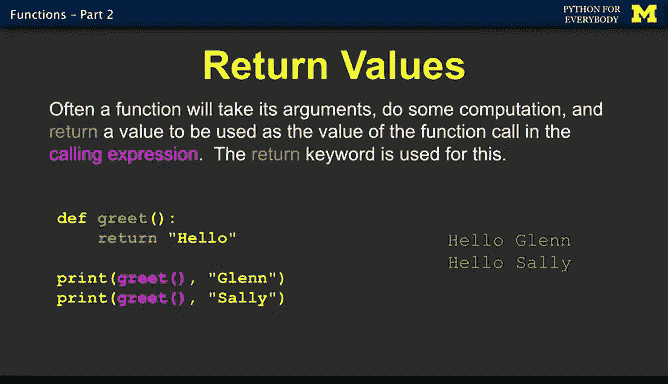 Functions - Part 2
PYTHON FOR
EVERYBODY
M
Return Values
Often a function will take its arguments, do some computation, and
return a value to be used as the value of the function call in the
calling expression. The return keyword is used for this.
def greet():
    return "Hello"
print(greet(), "Glenn")
print(greet(), "Sally")
Hello Glenn
Hello Sally